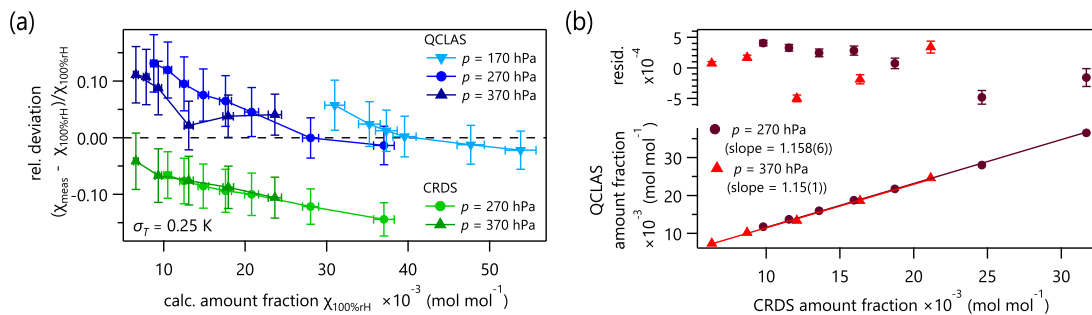 (a)
rel. deviation
(χmeas - χ100%rH)/χ100%rH
0.10
0.00
-0.10
QCLAS
p = 170 hPa
p = 270 hPa
p = 370 hPa
CRDS
p = 270 hPa
p = 370 hPa
σT = 0.25 K
10 20 30 40 50
calc. amount fraction χ100%rH ×10⁻³ (mol mol⁻¹)
(b)
resid.
×10⁻⁴
5
0
-5
QCLAS
amount fraction
×10⁻³ (mol mol⁻¹)
30
20
10
p = 270 hPa
(slope = 1.158(6))
p = 370 hPa
(slope = 1.15(1))
10 15 20 25 30
CRDS amount fraction ×10⁻³ (mol mol⁻¹)